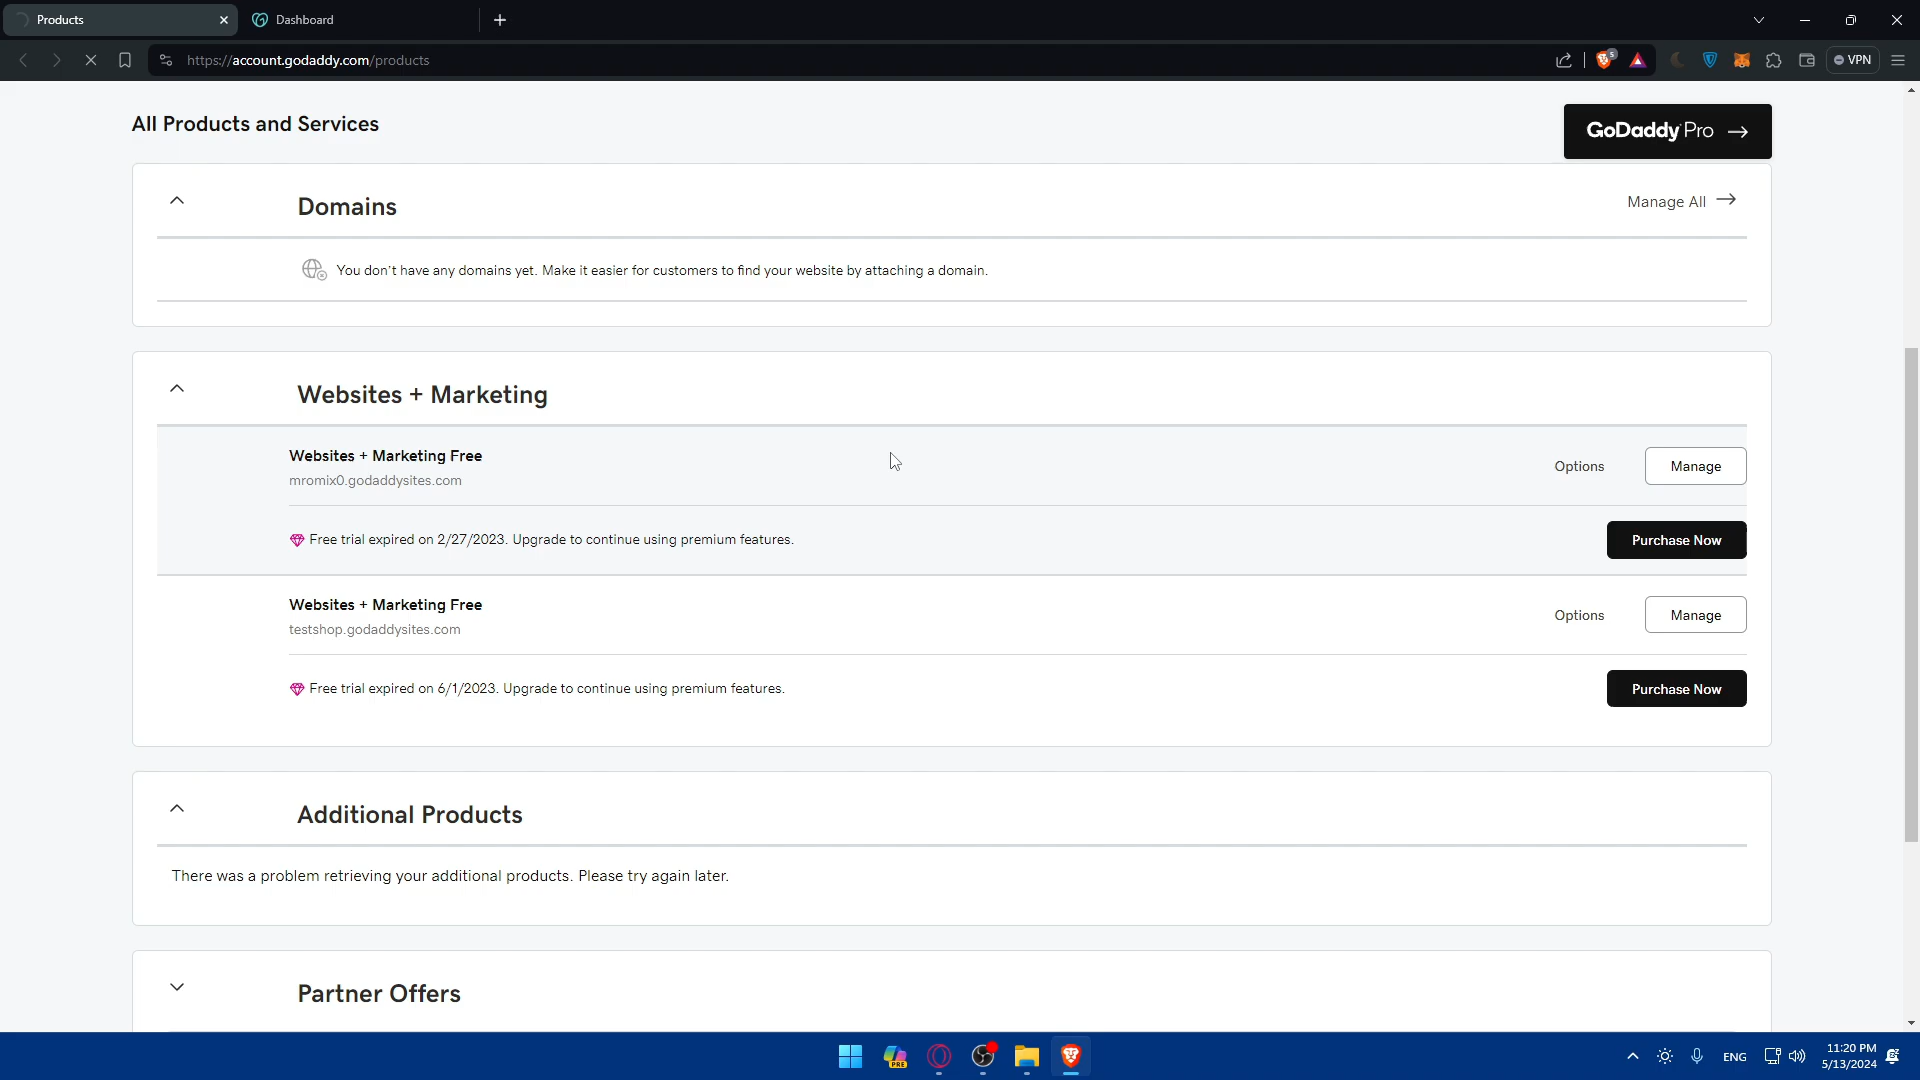 Products
Dashboard
https://account.godaddy.com/products
5
VPN
All Products and Services
GoDaddy Pro
Domains
Manage All
You don't have any domains yet. Make it easier for customers to find your website by attaching a domain.
Websites + Marketing
Websites + Marketing Free
mromix0.godaddysites.com
Options
Manage
Free trial expired on 2/27/2023. Upgrade to continue using premium features.
Purchase Now
Websites + Marketing Free
testshop.godaddysites.com
Options
Manage
Free trial expired on 6/1/2023. Upgrade to continue using premium features.
Purchase Now
Additional Products
There was a problem retrieving your additional products. Please try again later.
Partner Offers
PRE
ENG
11:20 PM
5/13/2024